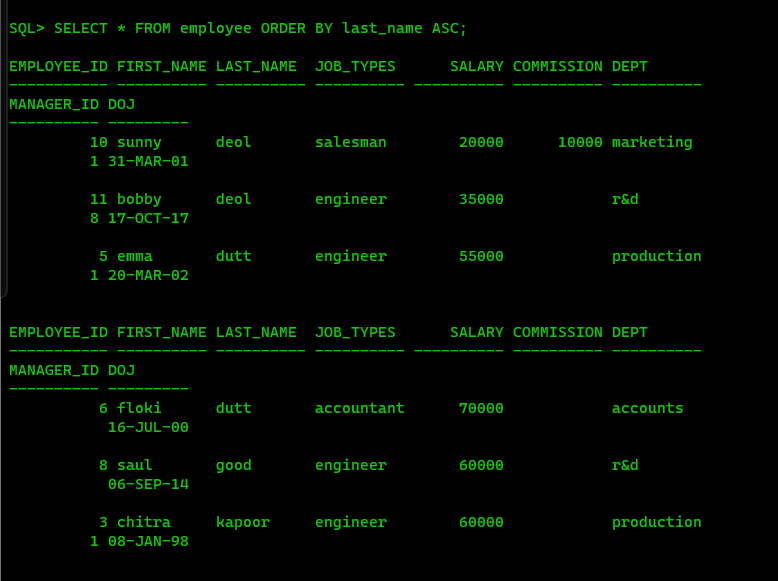 SQL> SELECT * FROM employee ORDER BY last_name ASC;
EMPLOYEE_ID FIRST_NAME LAST_NAME  JOB_TYPES      SALARY COMMISSION DEPT
----------- ---------- ---------- ---------- ---------- ---------- ----------
MANAGER_ID DOJ
---------- ---------
         10 sunny      deol       salesman        20000      10000 marketing
         1 31-MAR-01
         11 bobby      deol       engineer        35000            r&d
         8 17-OCT-17
          5 emma       dutt       engineer        55000            production
         1 20-MAR-02
EMPLOYEE_ID FIRST_NAME LAST_NAME  JOB_TYPES      SALARY COMMISSION DEPT
----------- ---------- ---------- ---------- ---------- ---------- ----------
MANAGER_ID DOJ
---------- ---------
          6 floki      dutt       accountant      70000            accounts
           16-JUL-00
          8 saul       good       engineer        60000            r&d
           06-SEP-14
          3 chitra     kapoor     engineer        60000            production
         1 08-JAN-98